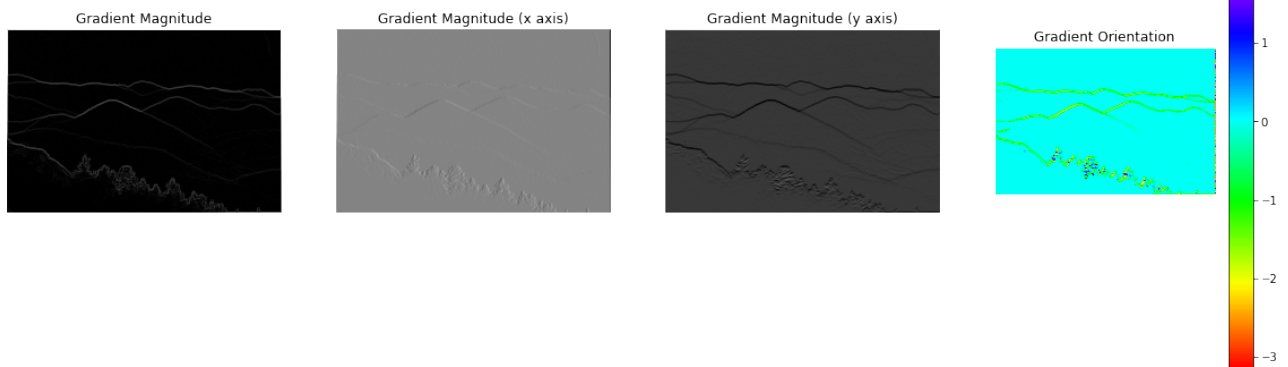 Gradient Magnitude
Gradient Magnitude (x axis)
Gradient Magnitude (y axis)
Gradient Orientation
1
0
−1
−2
−3